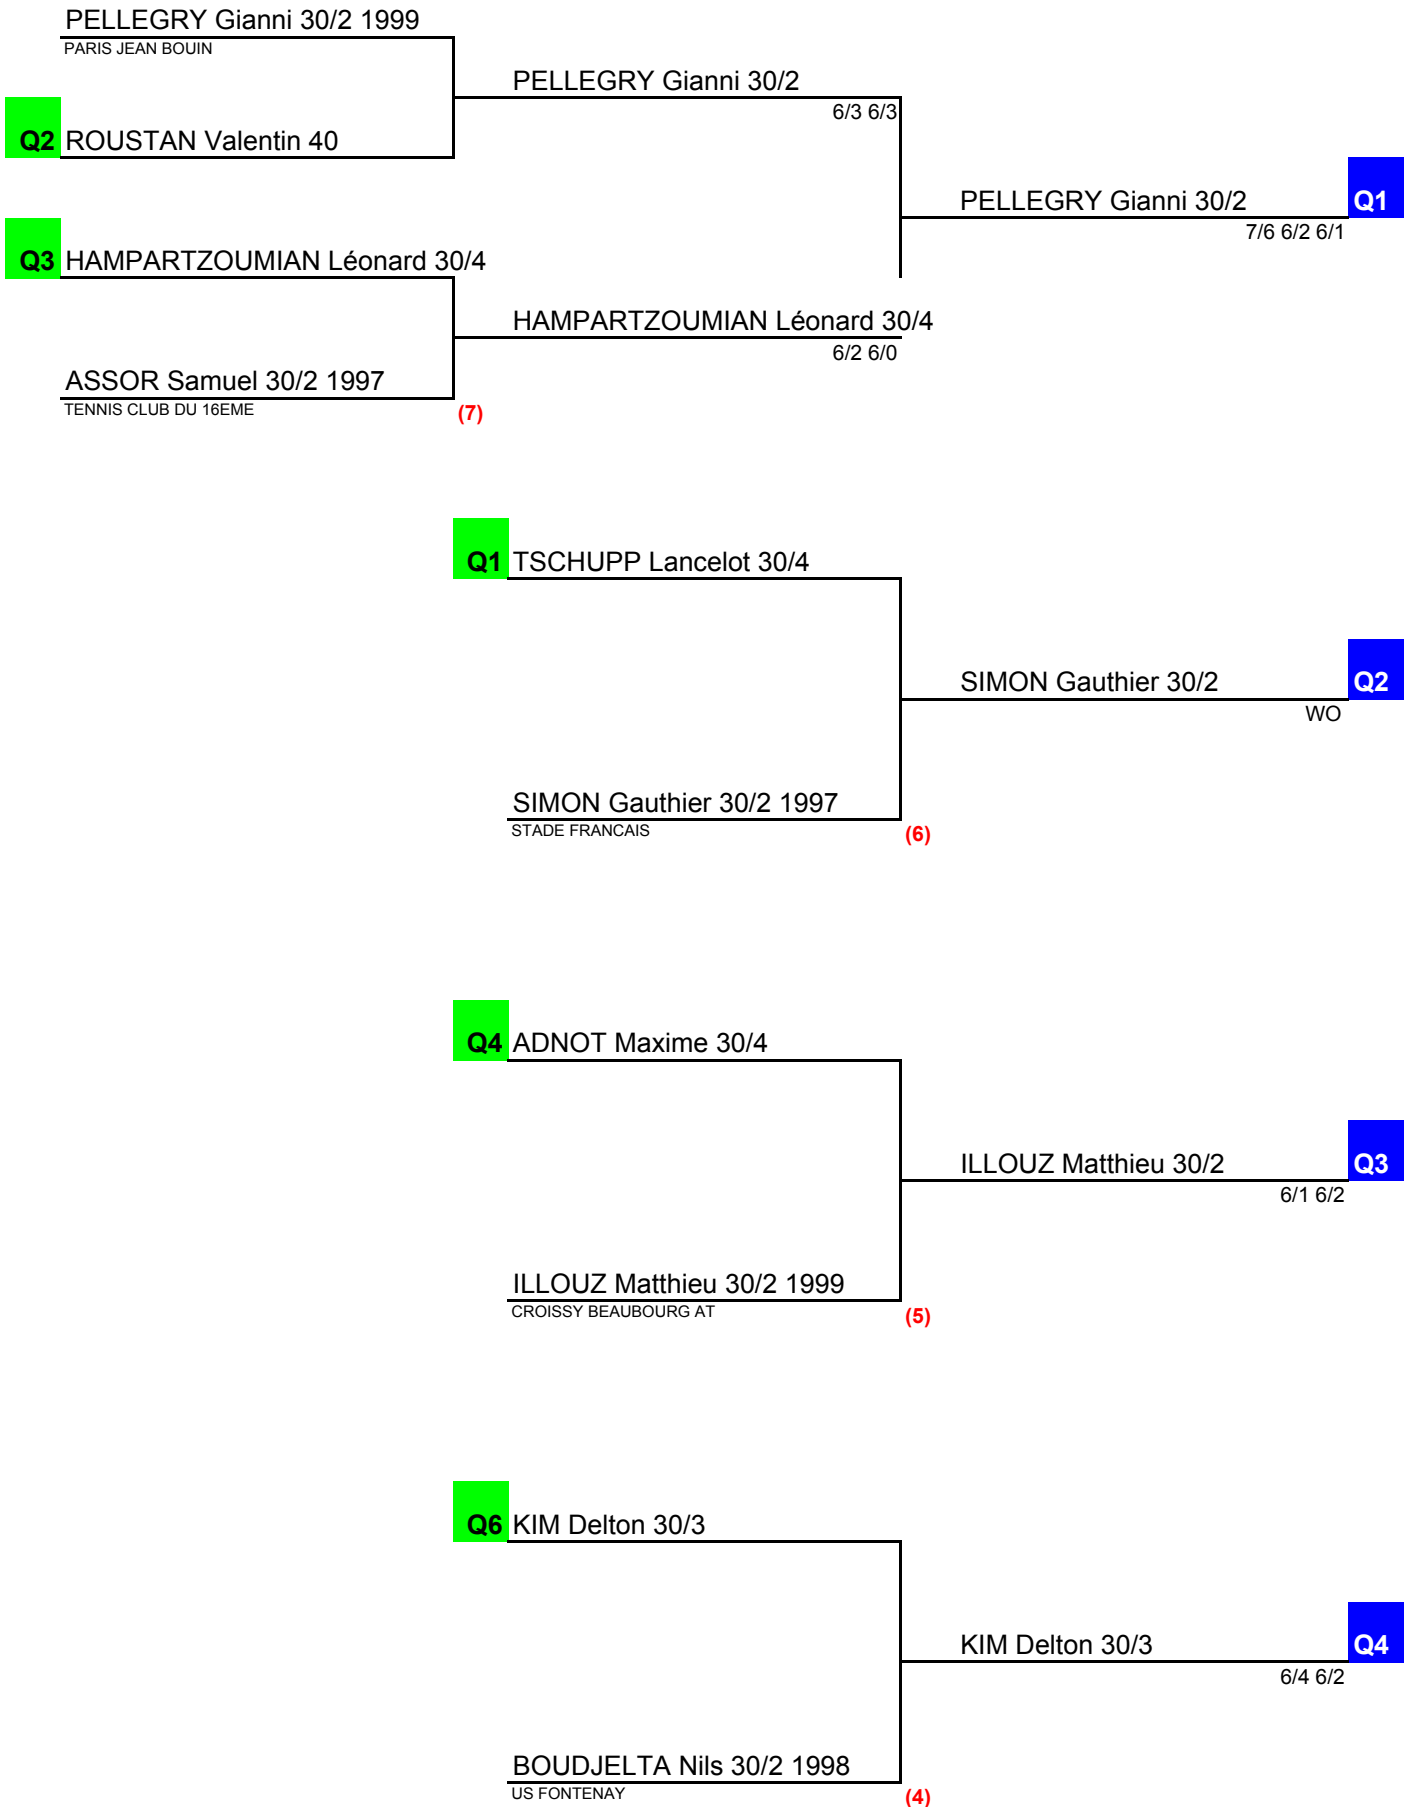 PELLEGRY Gianni 30/2 1999
PARIS JEAN BOUIN
PELLEGRY Gianni 30/2
6/3 6/3
Q2 ROUSTAN Valentin 40
PELLEGRY Gianni 30/2 Q1
7/6 6/2 6/1
Q3 HAMPARTZOUMIAN Léonard 30/4
HAMPARTZOUMIAN Léonard 30/4
6/2 6/0
ASSOR Samuel 30/2 1997
TENNIS CLUB DU 16EME (7)
Q1 TSCHUPP Lancelot 30/4
SIMON Gauthier 30/2 Q2
WO
SIMON Gauthier 30/2 1997
STADE FRANCAIS (6)
Q4 ADNOT Maxime 30/4
ILLOUZ Matthieu 30/2 Q3
6/1 6/2
ILLOUZ Matthieu 30/2 1999
CROISSY BEAUBOURG AT (5)
Q6 KIM Delton 30/3
KIM Delton 30/3 Q4
6/4 6/2
BOUDJELTA Nils 30/2 1998
US FONTENAY (4)